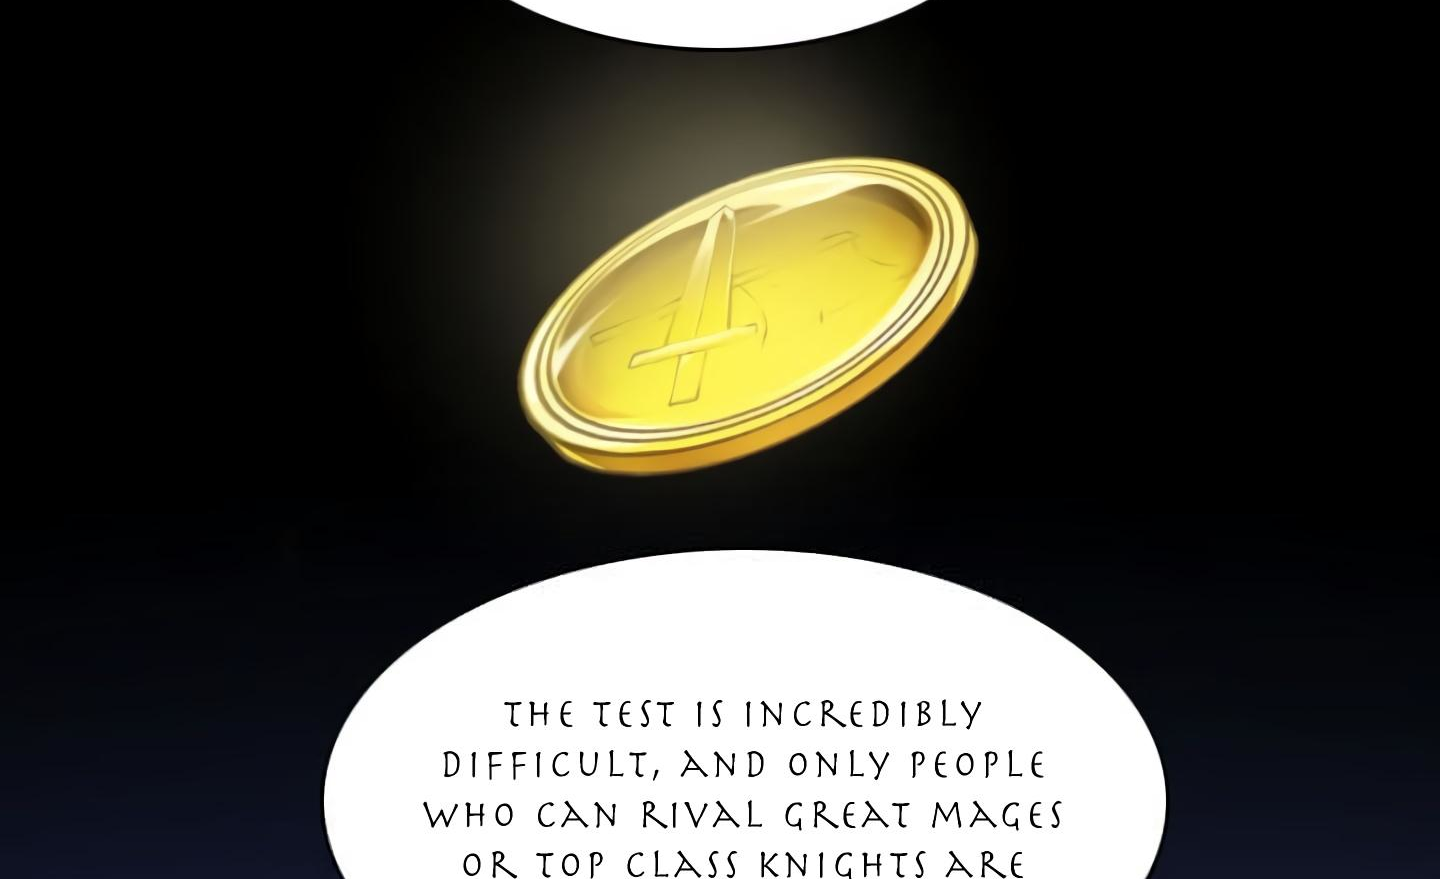 THE TEST IS INCREDIBLY
DIFFICULT, AND ONLY PEOPLE
WHO CAN RIVAL GREAT MAGES
OR TOP CLASS KNIGHTS ARE